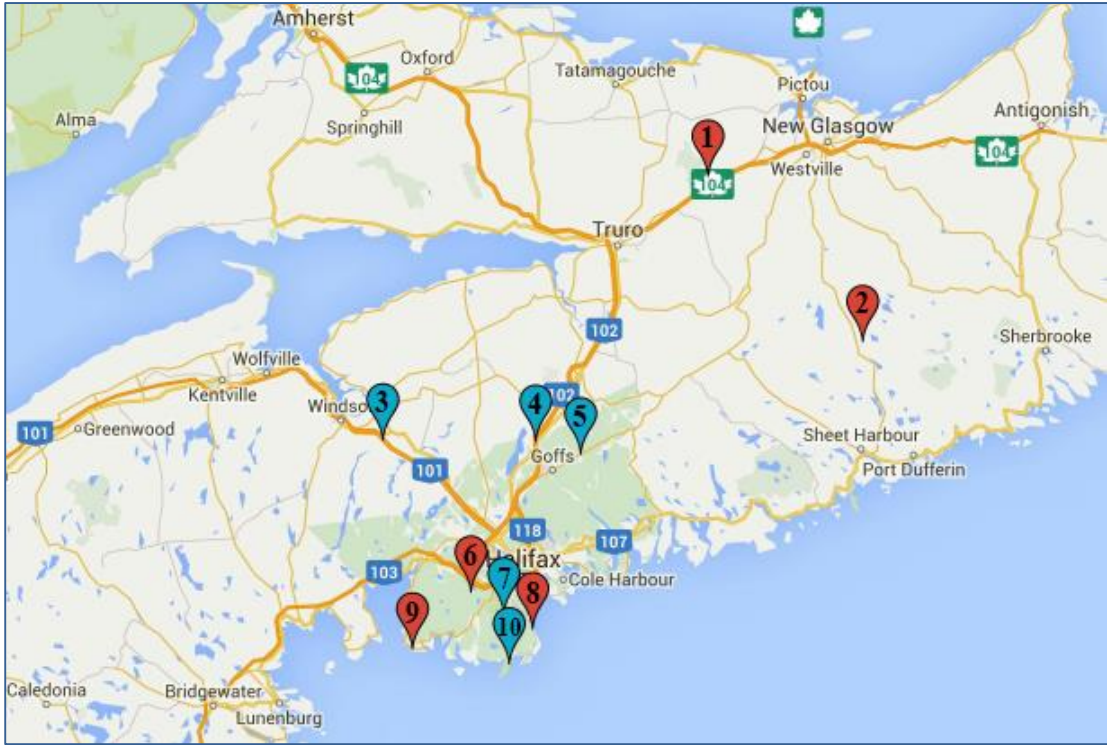 Amherst
Oxford
104
Tatamagouche
Pictou
Springhill
Alma
New Glasgow
Antigonish
1
104
Westville
104
Truro
2
102
Sherbrooke
Wolfville
Kentville
Windso
3
4
102
5
101
Greenwood
Goffs
Sheet Harbour
Port Dufferin
101
118
107
103
6
Halifax
7
8
Cole Harbour
9
10
Caledonia
Bridgewater
Lunenburg